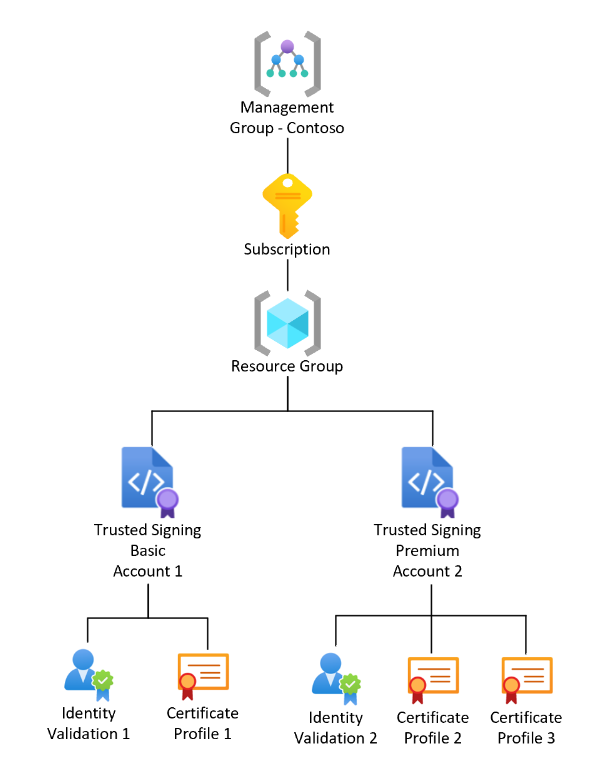 Management
Group - Contoso
Subscription
Resource Group
Trusted Signing
Basic
Account 1
Trusted Signing
Premium
Account 2
Identity
Validation 1
Certificate
Profile 1
Identity
Validation 2
Certificate
Profile 2
Certificate
Profile 3